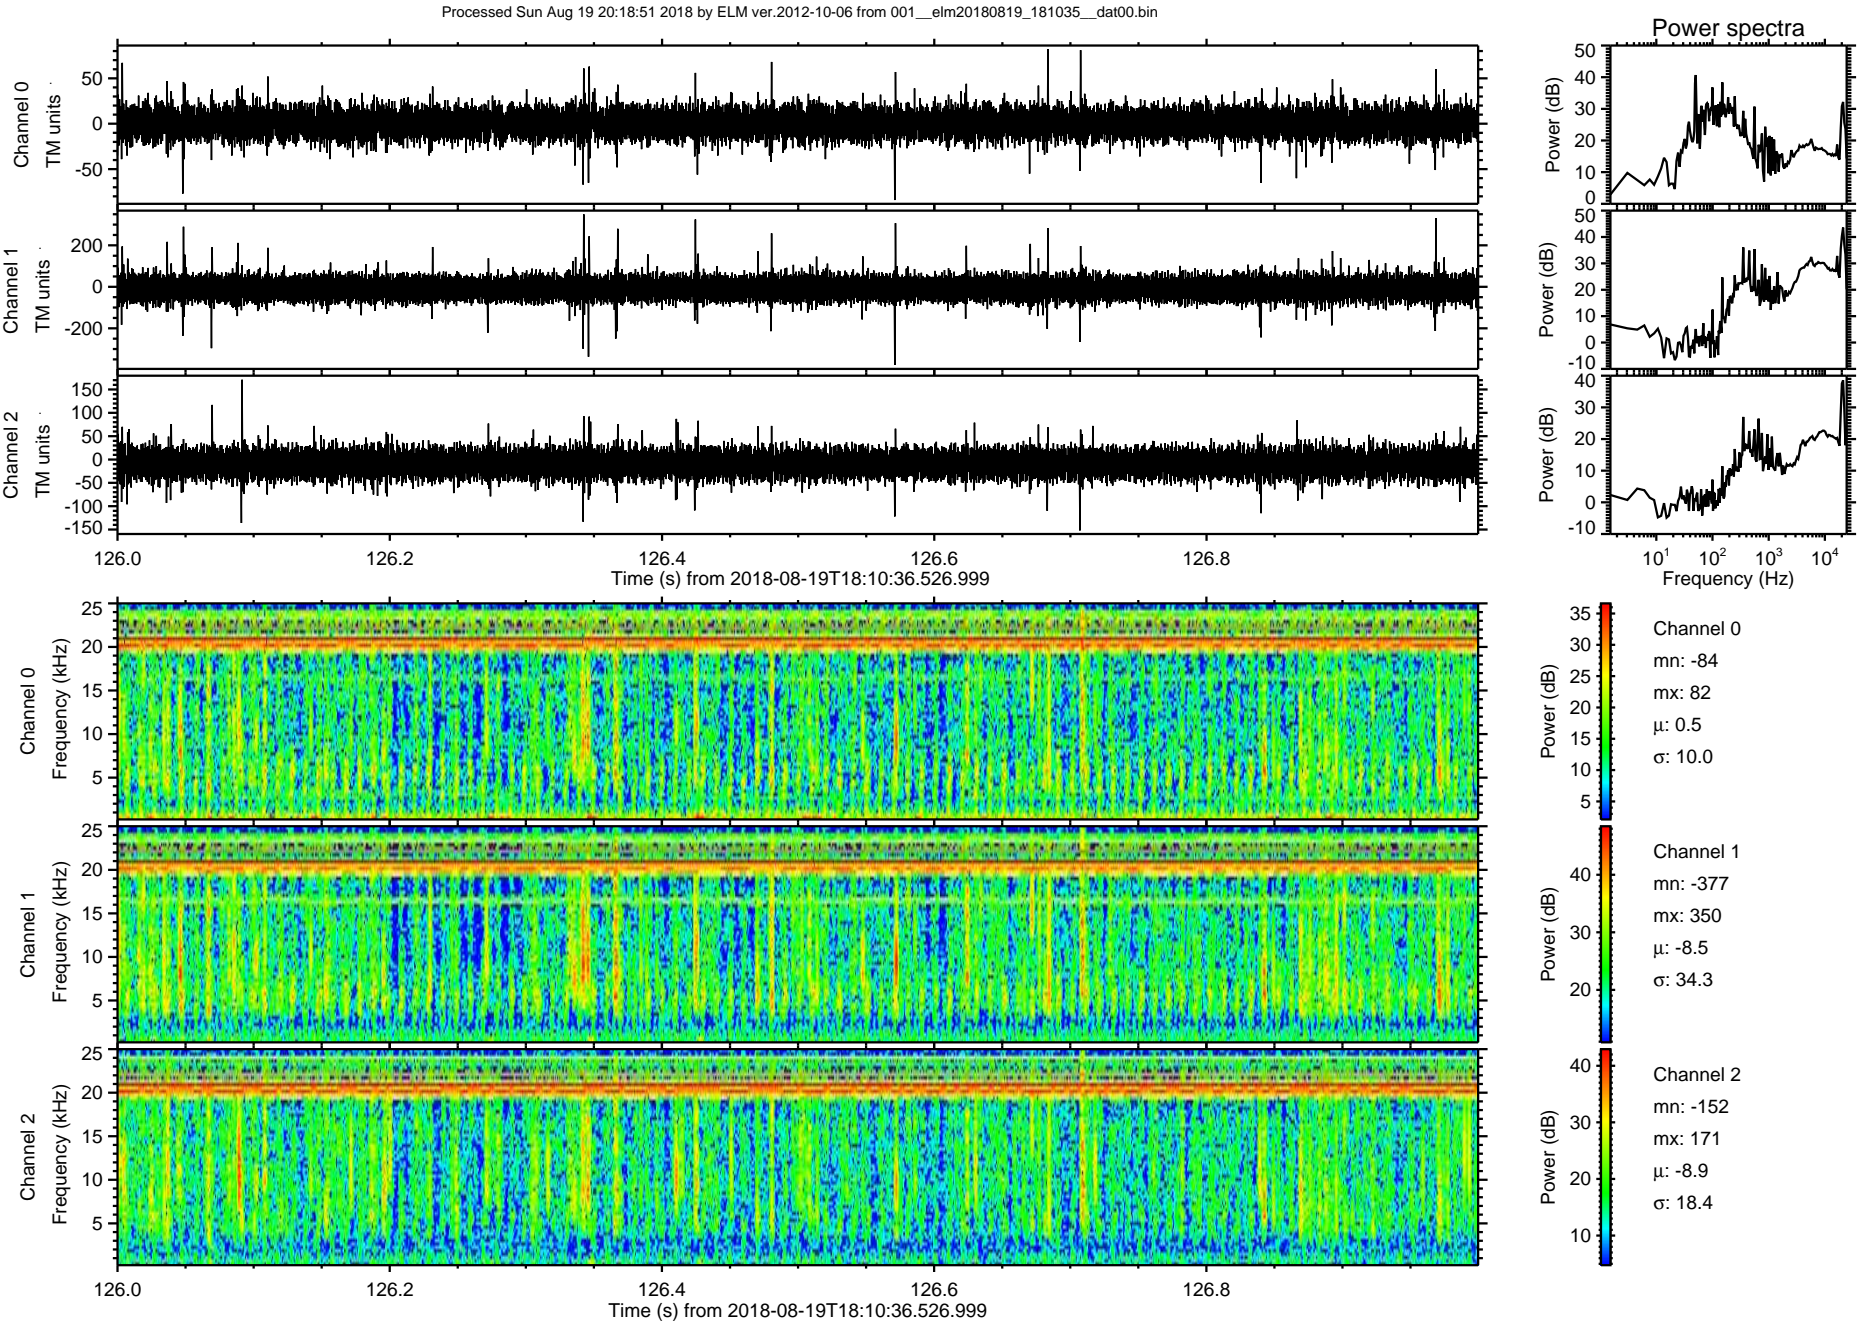 Processed Sun Aug 19 20:18:51 2018 by ELM ver.2012-10-06 from 001__elm20180819_181035__dat00.bin
Power spectra
Channel 0
TM units
50
0
-50
Power (dB)
50
40
30
20
10
0
Channel 1
TM units
200
0
-200
Power (dB)
50
40
30
20
10
0
-10
Channel 2
TM units
150
100
50
0
-50
-100
-150
Power (dB)
40
30
20
10
0
-10
126.0 126.2 126.4 126.6 126.8
Time (s) from 2018-08-19T18:10:36.526.999
10¹ 10² 10³ 10⁴
Frequency (Hz)
Channel 0
Frequency (kHz)
25
20
15
10
5
Power (dB)
35
30
25
20
15
10
5
Channel 0
mn: -84
mx: 82
μ: 0.5
σ: 10.0
Channel 1
Frequency (kHz)
25
20
15
10
5
Power (dB)
40
30
20
Channel 1
mn: -377
mx: 350
μ: -8.5
σ: 34.3
Channel 2
Frequency (kHz)
25
20
15
10
5
Power (dB)
40
30
20
10
Channel 2
mn: -152
mx: 171
μ: -8.9
σ: 18.4
126.0 126.2 126.4 126.6 126.8
Time (s) from 2018-08-19T18:10:36.526.999